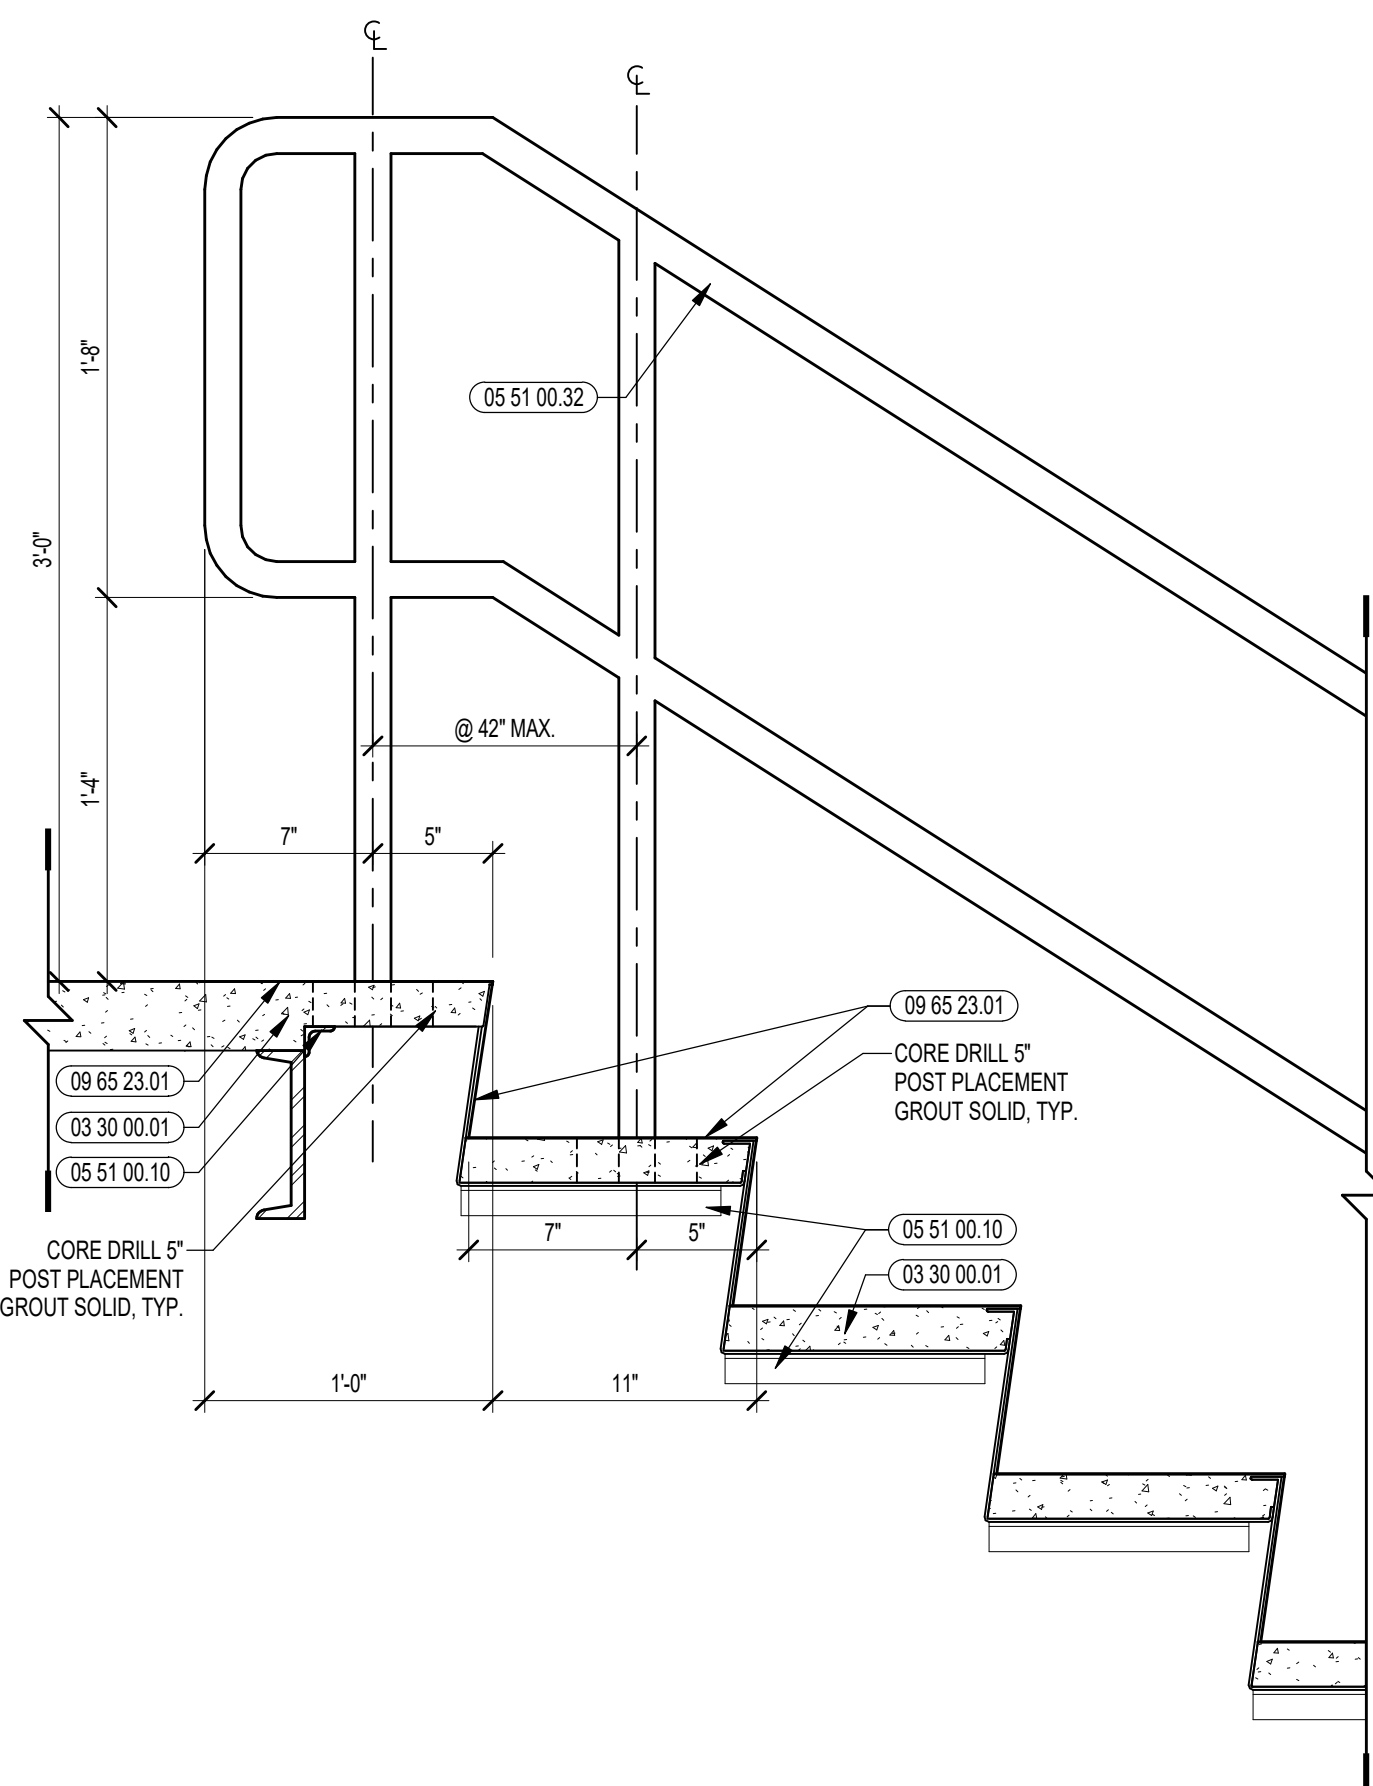 ℄
℄
1'-8"
05 51 00.32
3'-0"
@ 42" MAX.
1'-4"
7"
5"
09 65 23.01
CORE DRILL 5"
POST PLACEMENT
GROUT SOLID, TYP.
09 65 23.01
03 30 00.01
05 51 00.10
7"
5"
05 51 00.10
CORE DRILL 5"
POST PLACEMENT
GROUT SOLID, TYP.
03 30 00.01
1'-0"
11"